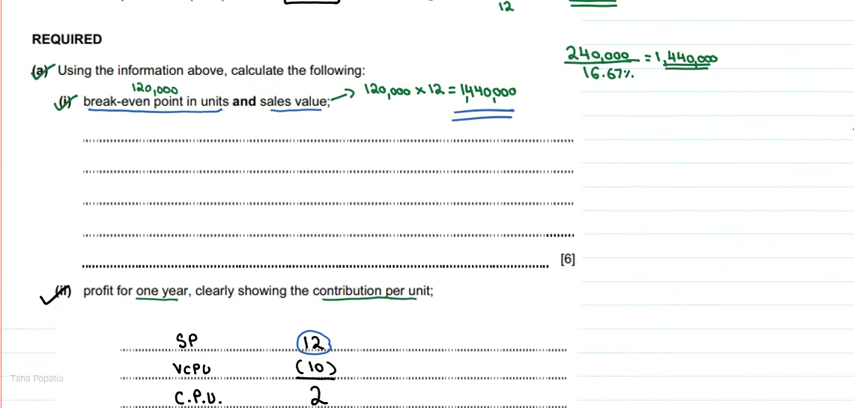 12
REQUIRED
(a) Using the information above, calculate the following:
240,000 = 1,440,000
16.67%
120,000
(i) break-even point in units and sales value; → 120,000 × 12 = 1,440,000
[6]
(ii) profit for one year, clearly showing the contribution per unit;
SP 12
VCPU (10)
Taha Popatia
C.P.U. 2